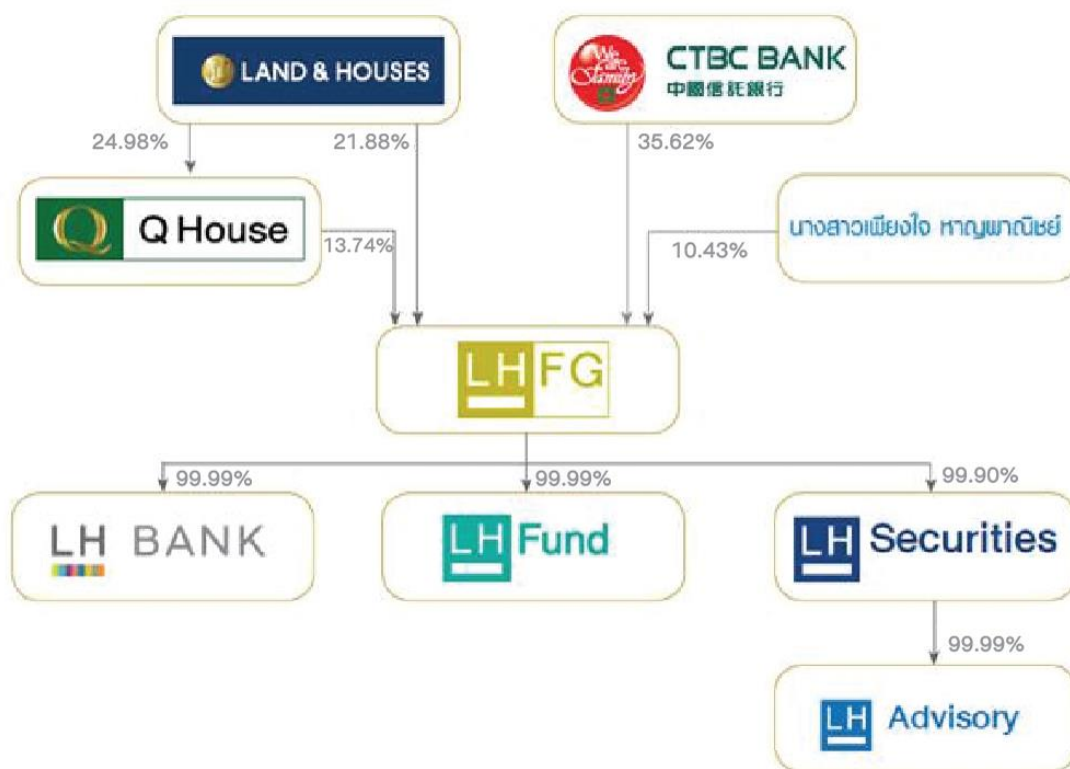 LAND & HOUSES
We are family
CTBC BANK
中國信託銀行
24.98%
21.88%
35.62%
Q
Q House
13.74%
10.43%
นางสาวเพียงใจ หาญพาณิชย์
LH FG
99.99%
99.99%
99.90%
LH BANK
LH Fund
LH Securities
99.99%
LH Advisory